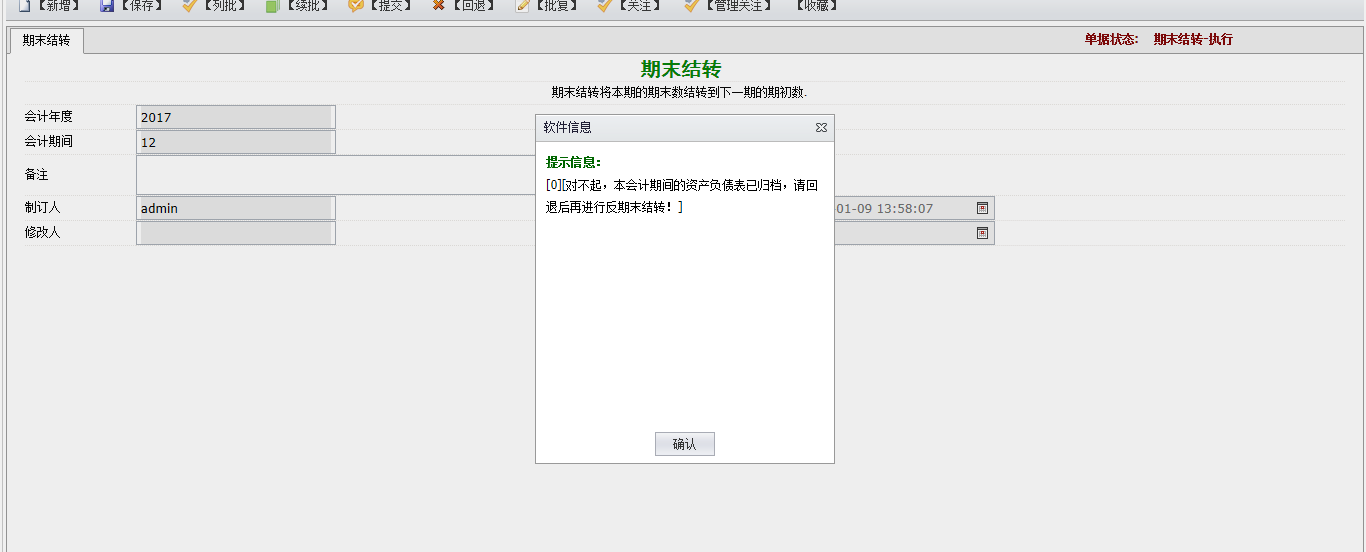 【新增】 【保存】 【列批】 【续批】 【提交】 【回退】 【批复】 【关注】 【管理关注】 【收藏】
期末结转 单据状态: 期末结转-执行
期末结转
期末结转将本期的期末数结转到下一期的期初数.
会计年度 2017
会计期间 12
备注
制订人 admin 01-09 13:58:07
修改人
软件信息
提示信息:
[0][对不起，本会计期间的资产负债表已归档，请回
退后再进行反期末结转！]
确认